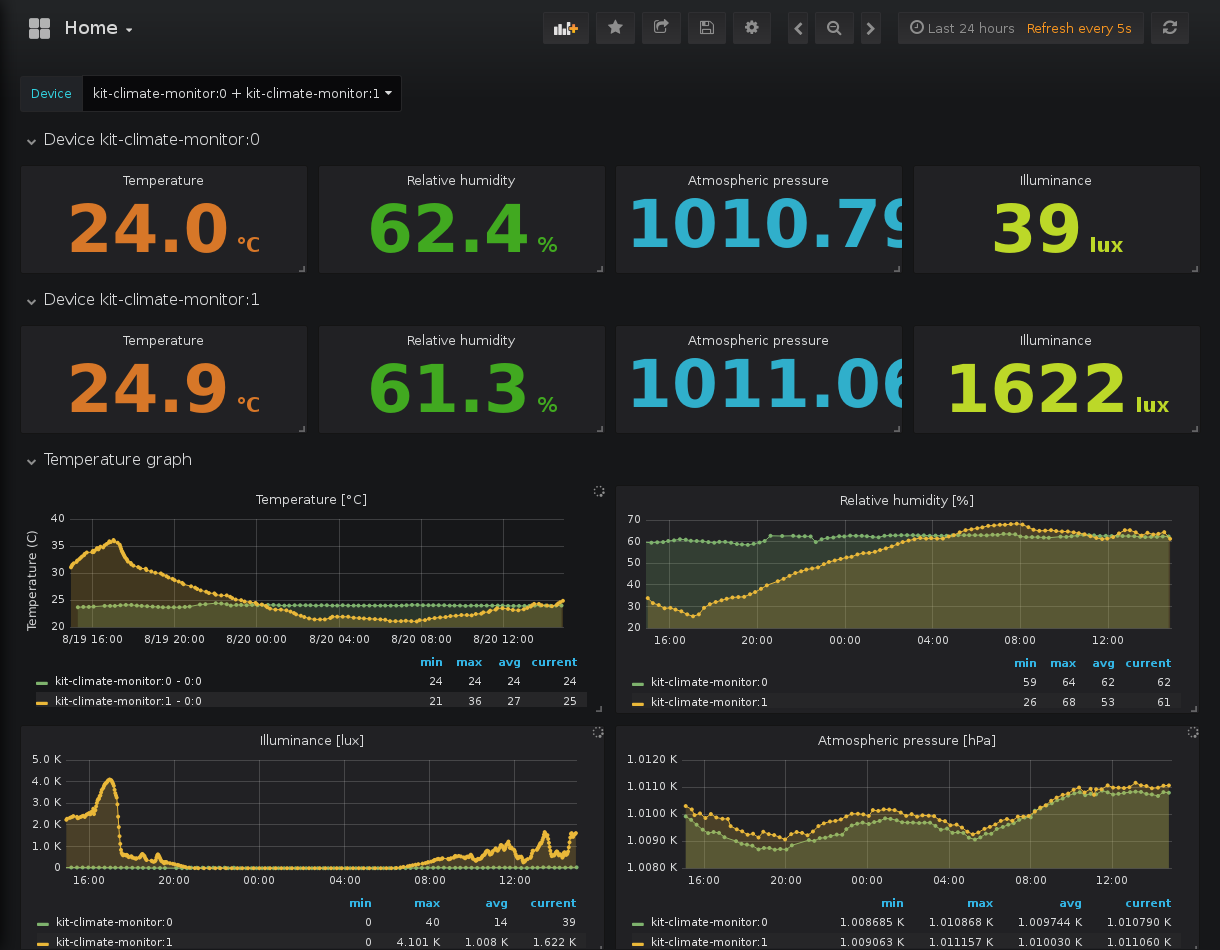 Home
Last 24 hours Refresh every 5s
Device kit-climate-monitor:0 + kit-climate-monitor:1
Device kit-climate-monitor:0
Temperature Relative humidity Atmospheric pressure Illuminance
24.0 °C 62.4 % 1010.79 39 lux
Device kit-climate-monitor:1
Temperature Relative humidity Atmospheric pressure Illuminance
24.9 °C 61.3 % 1011.06 1622 lux
Temperature graph
Temperature [°C]
Temperature (C)
40
35
30
25
20
8/19 16:00 8/19 20:00 8/20 00:00 8/20 04:00 8/20 08:00 8/20 12:00
min max avg current
kit-climate-monitor:0 - 0:0 24 24 24 24
kit-climate-monitor:1 - 0:0 21 36 27 25
Relative humidity [%]
70
60
50
40
30
20
16:00 20:00 00:00 04:00 08:00 12:00
min max avg current
kit-climate-monitor:0 59 64 62 62
kit-climate-monitor:1 26 68 53 61
Illuminance [lux]
5.0 K
4.0 K
3.0 K
2.0 K
1.0 K
0
16:00 20:00 00:00 04:00 08:00 12:00
min max avg current
kit-climate-monitor:0 0 40 14 39
kit-climate-monitor:1 0 4.101 K 1.008 K 1.622 K
Atmospheric pressure [hPa]
1.0120 K
1.0110 K
1.0100 K
1.0090 K
1.0080 K
16:00 20:00 00:00 04:00 08:00 12:00
min max avg current
kit-climate-monitor:0 1.008685 K 1.010868 K 1.009744 K 1.010790 K
kit-climate-monitor:1 1.009063 K 1.011157 K 1.010030 K 1.011060 K